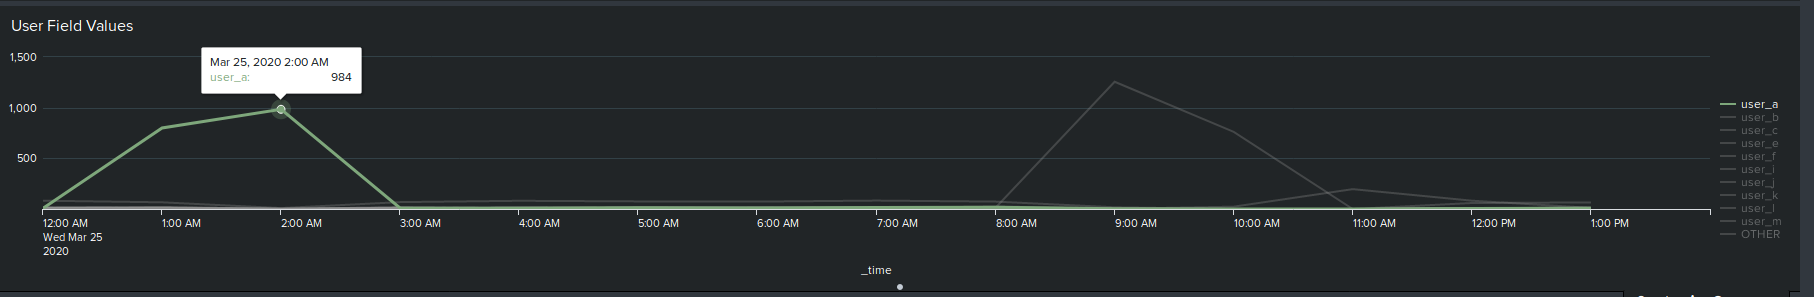 User Field Values
1,500
1,000
500
Mar 25, 2020 2:00 AM
user_a: 984
12:00 AM 1:00 AM 2:00 AM 3:00 AM 4:00 AM 5:00 AM 6:00 AM 7:00 AM 8:00 AM 9:00 AM 10:00 AM 11:00 AM 12:00 PM 1:00 PM
Wed Mar 25
2020
_time
user_a
user_b
user_c
user_e
user_f
user_i
user_j
user_k
user_l
user_m
OTHER